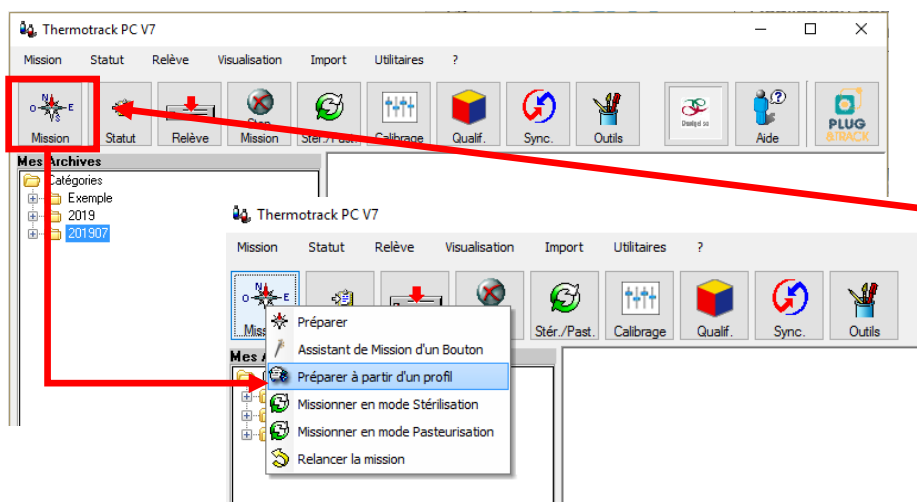 Thermotrack PC V7
Mission Statut Relève Visualisation Import Utilitaires ?
Mission Statut Relève Mission Stér./Past. Calibrage Qualif. Sync. Outils Aide PLUG &TRACK
Mes Archives
Catégories
Exemple
2019
201907
Thermotrack PC V7
Mission Statut Relève Visualisation Import Utilitaires ?
Stér./Past. Calibrage Qualif. Sync. Outils
Préparer
Assistant de Mission d'un Bouton
Préparer à partir d'un profil
Missionner en mode Stérilisation
Missionner en mode Pasteurisation
Relancer la mission